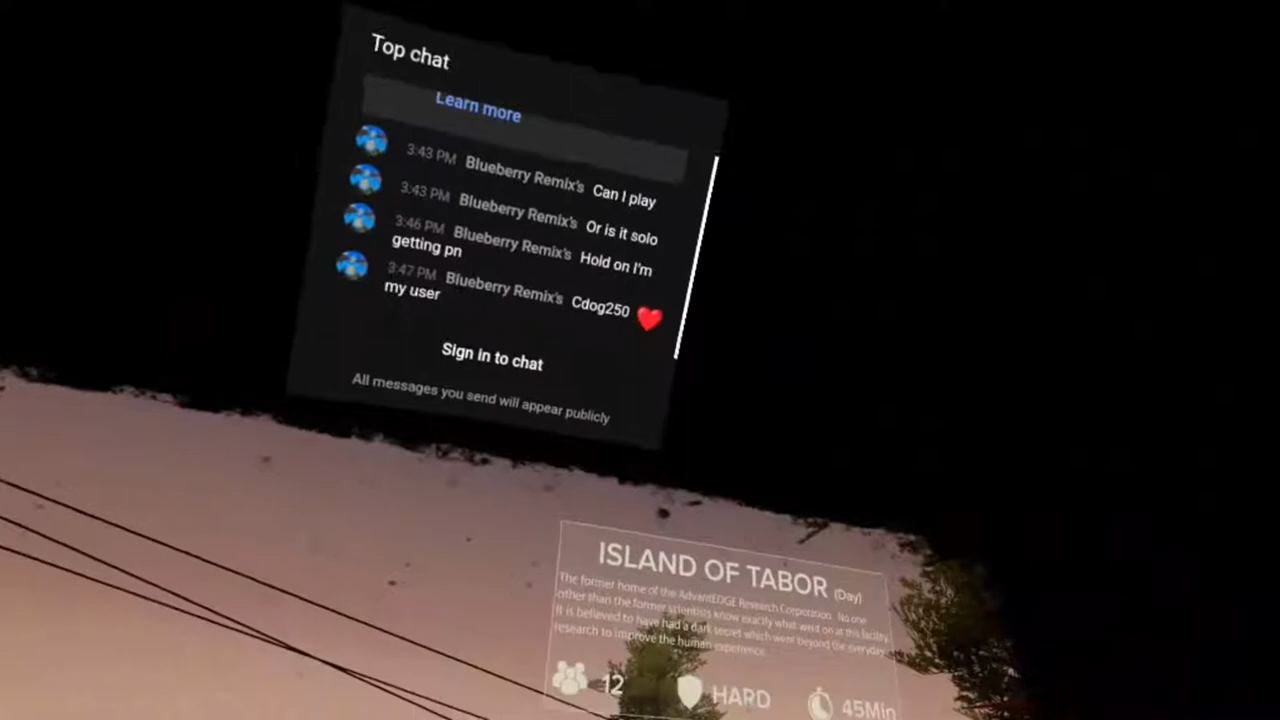 Top chat
Learn more
3:43 PM Blueberry Remix's Can I play
3:43 PM Blueberry Remix's Or is it solo
3:46 PM Blueberry Remix's Hold on I'm
getting pn
3:47 PM Blueberry Remix's Cdog250 ❤️
my user
Sign in to chat
All messages you send will appear publicly
ISLAND OF TABOR (Day)
The former home of the AdvantEDGE Research Corporation. No one
other than the former scientists know exactly what went on at this facility.
It is believed to have had a dark secret which went beyond the everyday
research to improve the human experience.
12 HARD 45Min